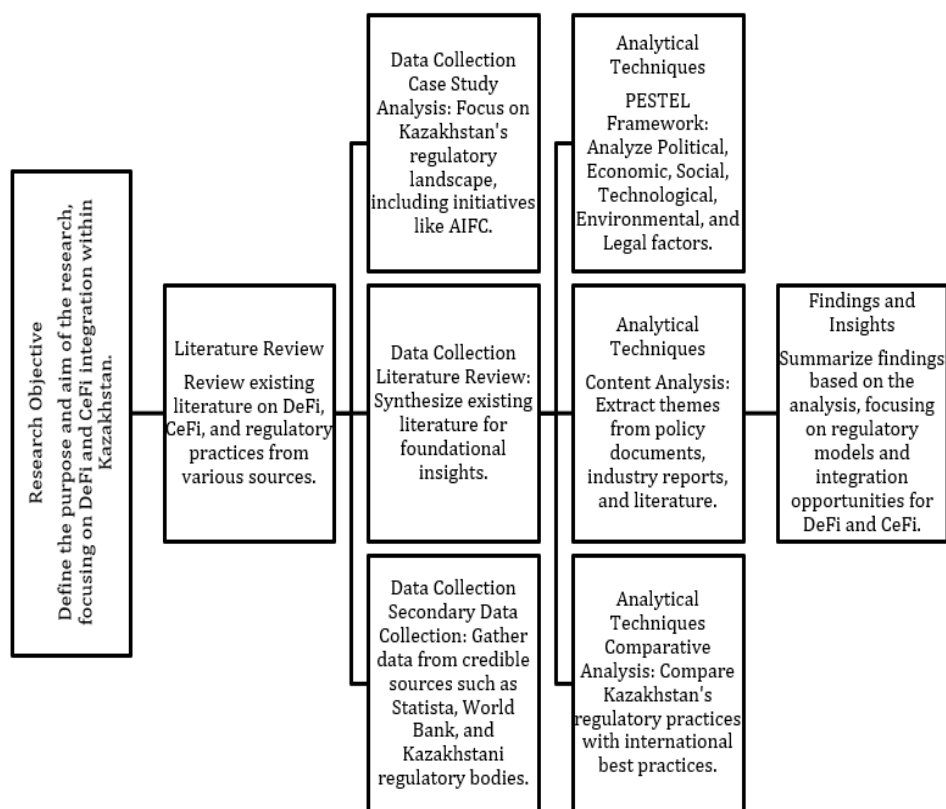 Research Objective
Define the purpose and aim of the research,
focusing on DeFi and CeFi integration within
Kazakhstan.
Literature Review
Review existing
literature on DeFi,
CeFi, and regulatory
practices from
various sources.
Data Collection
Case Study
Analysis: Focus on
Kazakhstan's
regulatory
landscape,
including initiatives
like AIFC.
Data Collection
Literature Review:
Synthesize existing
literature for
foundational
insights.
Data Collection
Secondary Data
Collection: Gather
data from credible
sources such as
Statista, World
Bank, and
Kazakhstani
regulatory bodies.
Analytical
Techniques
PESTEL
Framework:
Analyze Political,
Economic, Social,
Technological,
Environmental, and
Legal factors.
Analytical
Techniques
Content Analysis:
Extract themes
from policy
documents,
industry reports,
and literature.
Analytical
Techniques
Comparative
Analysis: Compare
Kazakhstan's
regulatory practices
with international
best practices.
Findings and
Insights
Summarize findings
based on the
analysis, focusing
on regulatory
models and
integration
opportunities for
DeFi and CeFi.